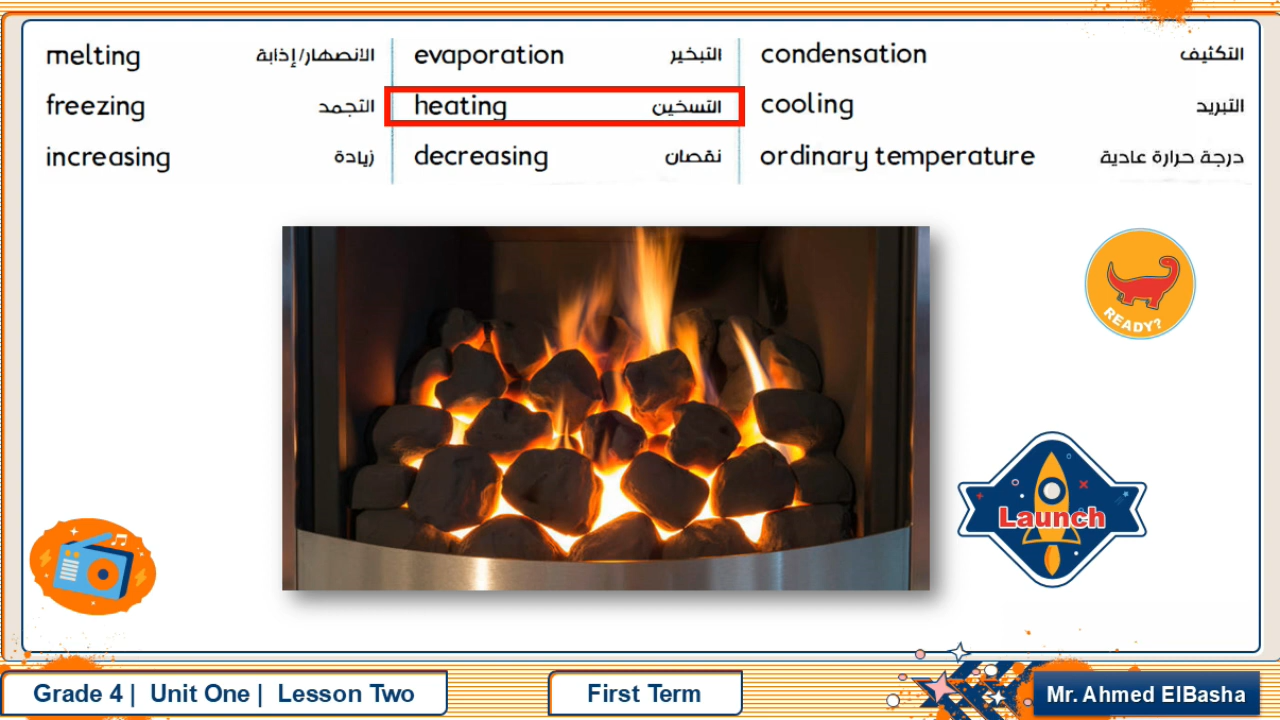 melting الانصهار/إذابة
evaporation التبخير
condensation التكثيف
freezing التجمد
heating التسخين
cooling التبريد
increasing زيادة
decreasing نقصان
ordinary temperature درجة حرارة عادية
READY?
Launch
Grade 4 | Unit One | Lesson Two
First Term
Mr. Ahmed ElBasha